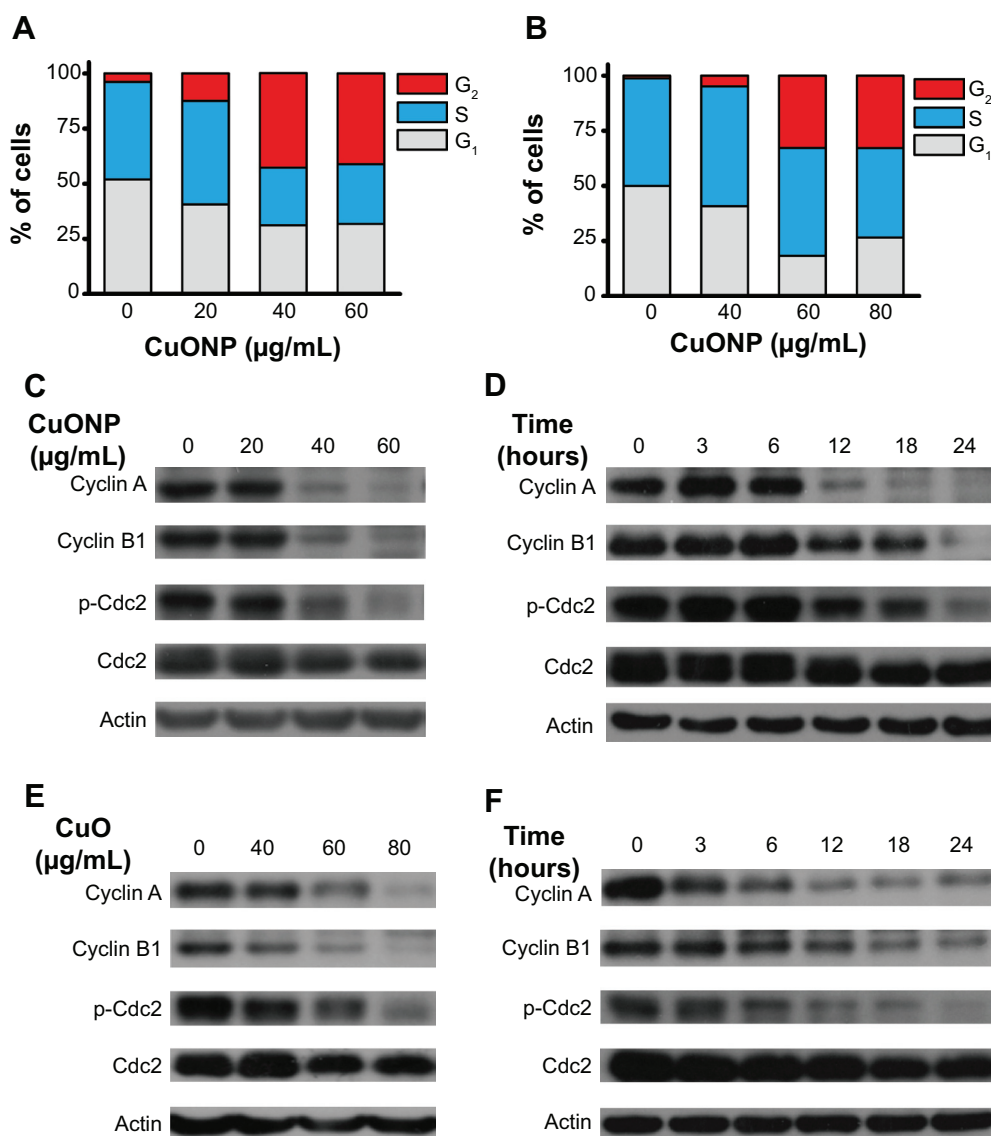 A
B
100
75
50
25
0
% of cells
0 20 40 60
CuONP (µg/mL)
G2
S
G1
100
75
50
25
0
% of cells
0 40 60 80
CuONP (µg/mL)
G2
S
G1
C
CuONP
(µg/mL)
0 20 40 60
Cyclin A
Cyclin B1
p-Cdc2
Cdc2
Actin
D
Time
(hours)
0 3 6 12 18 24
Cyclin A
Cyclin B1
p-Cdc2
Cdc2
Actin
E
CuO
(µg/mL)
0 40 60 80
Cyclin A
Cyclin B1
p-Cdc2
Cdc2
Actin
F
Time
(hours)
0 3 6 12 18 24
Cyclin A
Cyclin B1
p-Cdc2
Cdc2
Actin